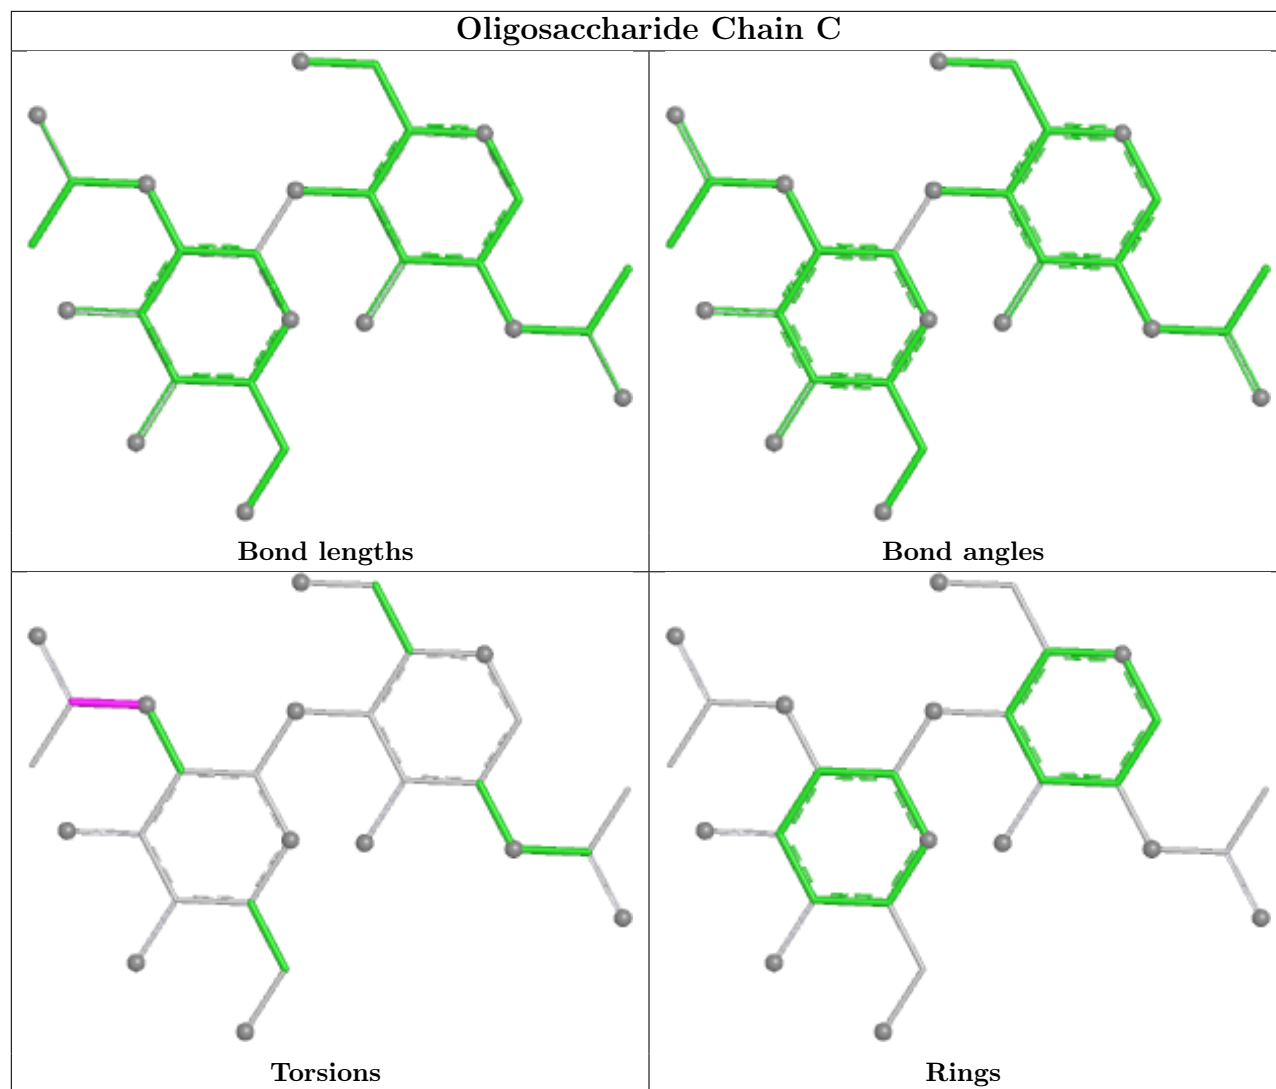 Oligosaccharide Chain C
Bond lengths
Bond angles
Torsions
Rings